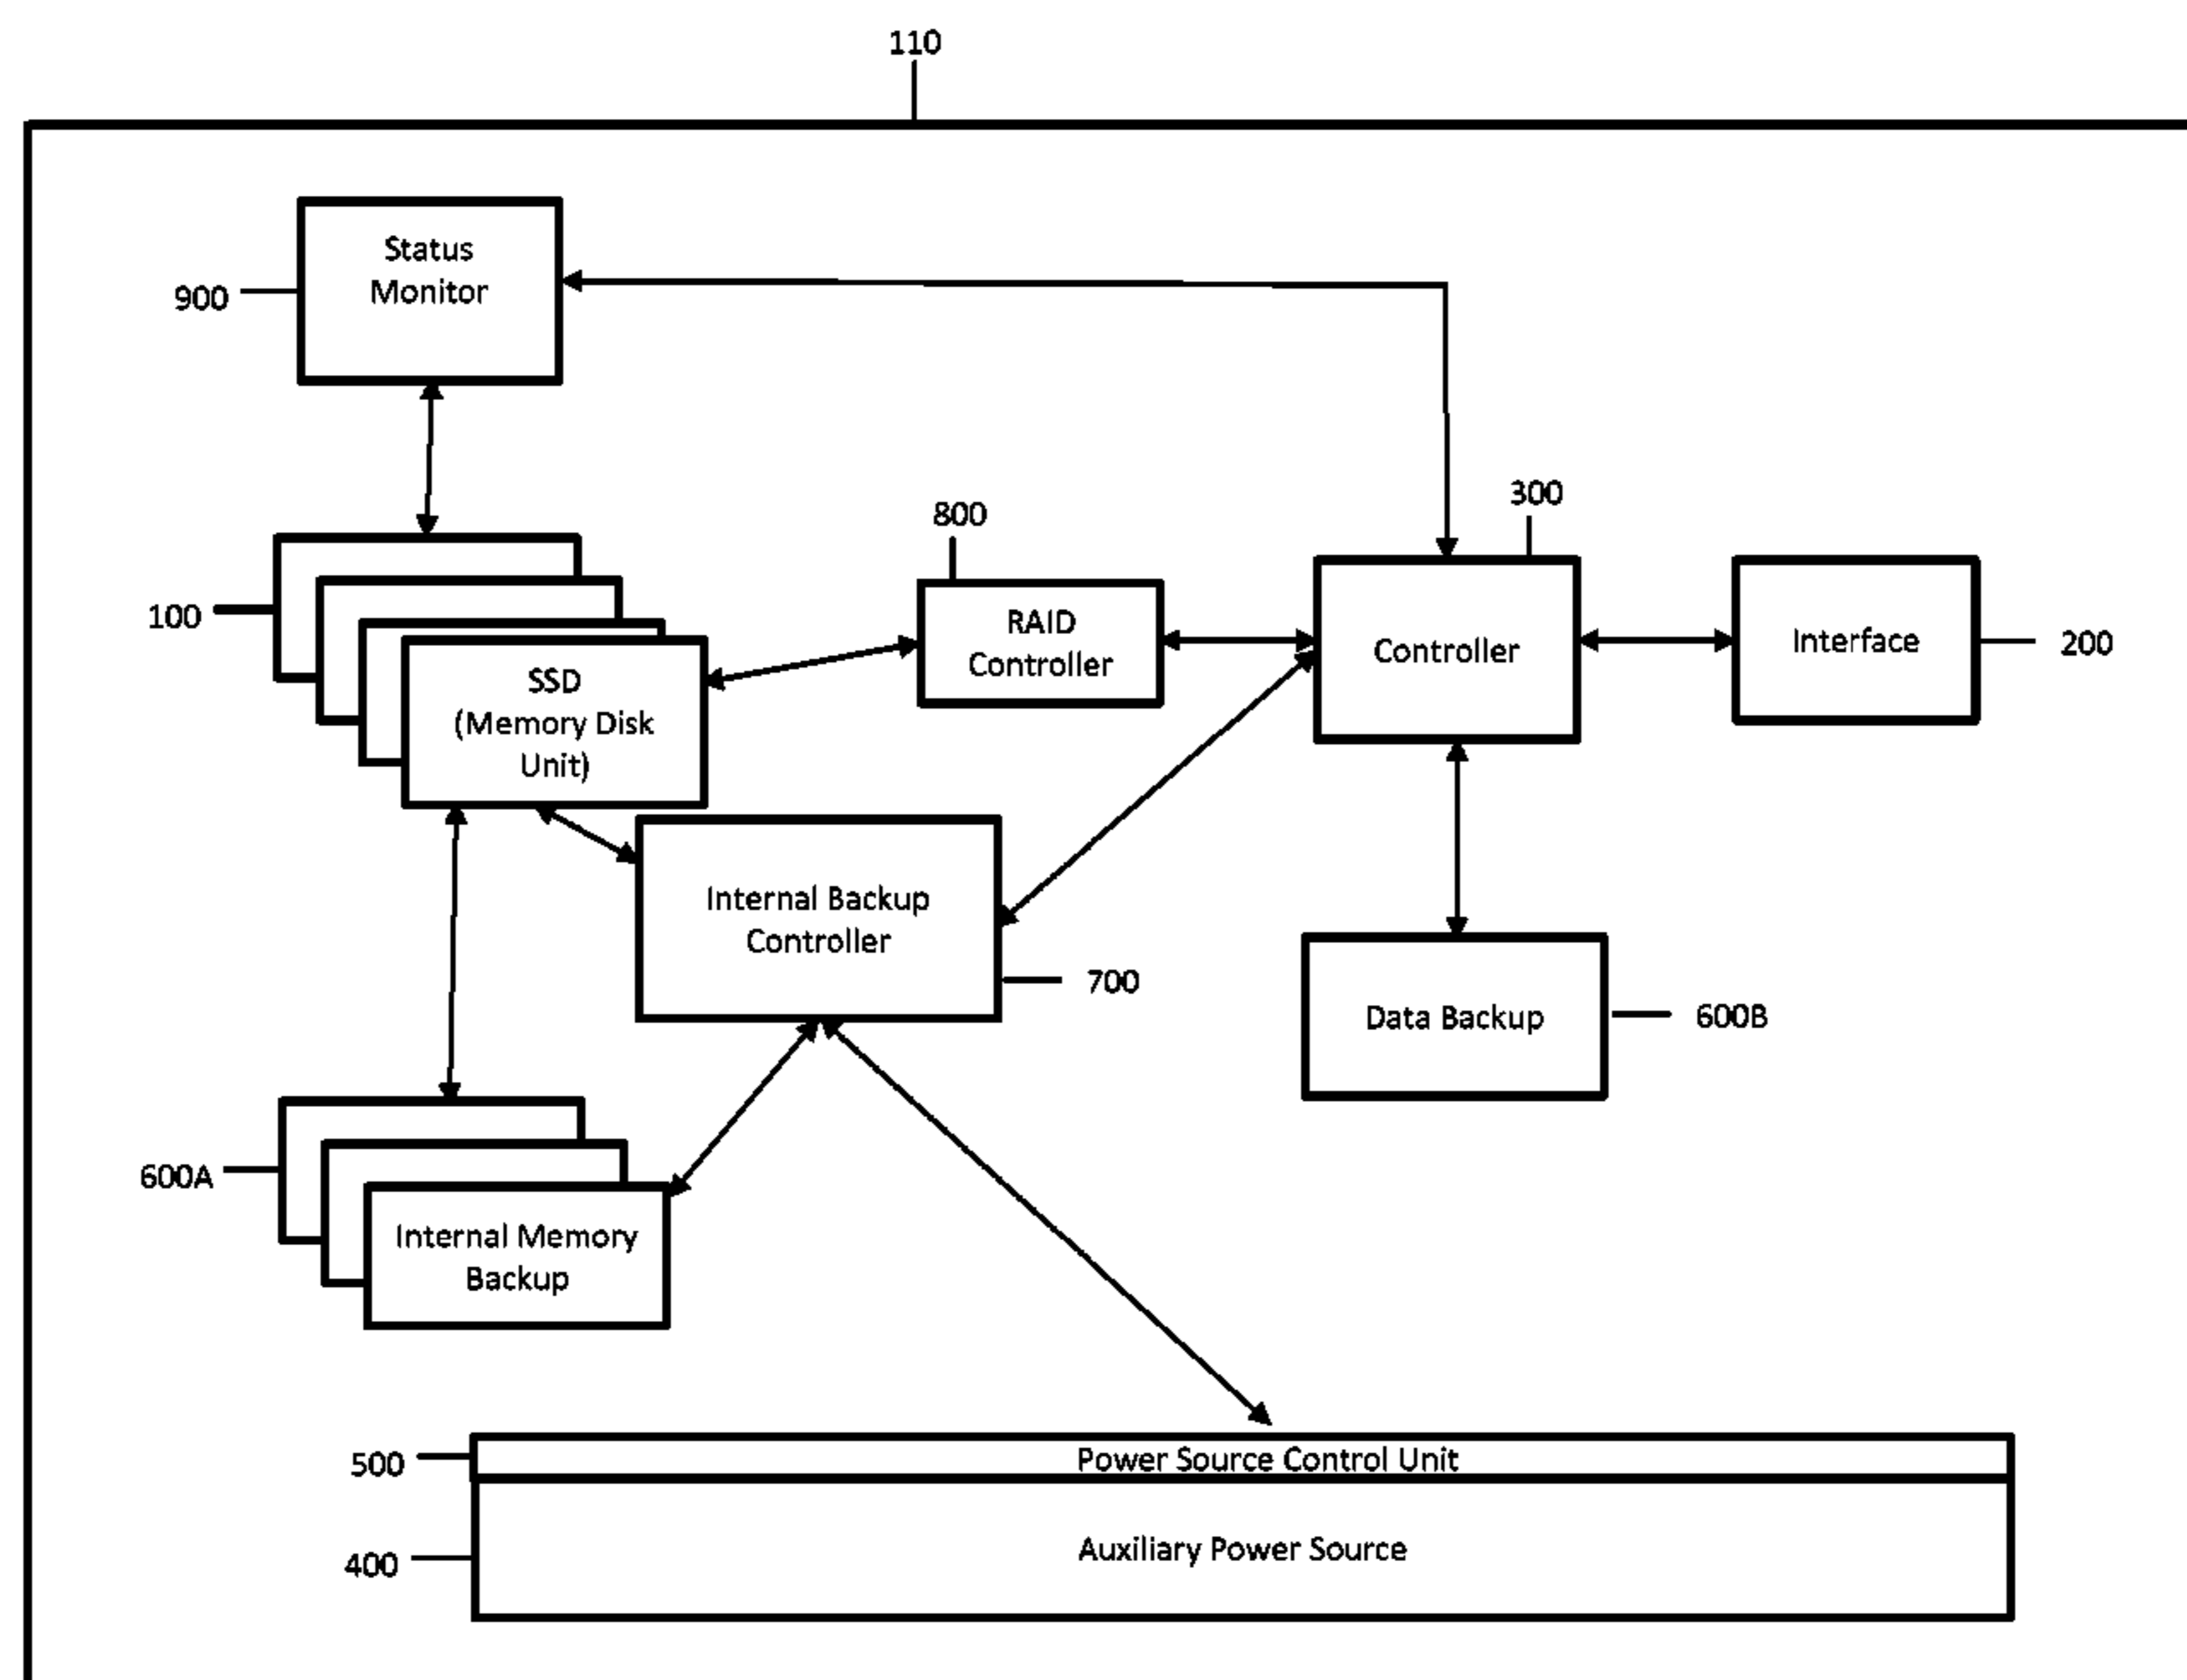 110
Status
Monitor
900
300
800
100
RAID
Controller
Controller
Interface
200
SSD
(Memory Disk
Unit)
Internal Backup
Controller
700
Data Backup
600B
600A
Internal Memory
Backup
500
Power Source Control Unit
400
Auxiliary Power Source